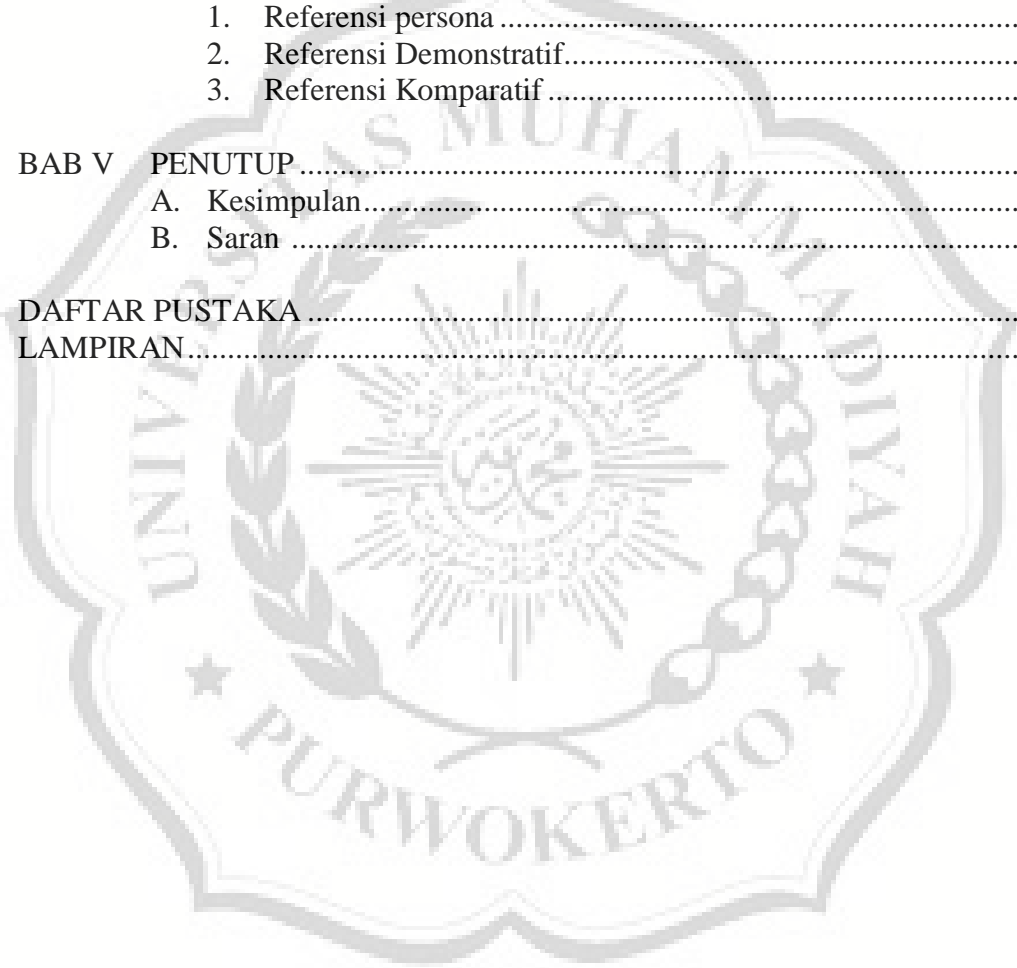 1. Referensi persona ........................................................................
2. Referensi Demonstratif................................................................
3. Referensi Komparatif ..................................................................
BAB V PENUTUP .................................................................................
A. Kesimpulan..................................................................................
B. Saran ...........................................................................................
DAFTAR PUSTAKA ................................................................................
LAMPIRAN..............................................................................................
UNIVERSITAS MUHAMMADIYAH
PURWOKERTO